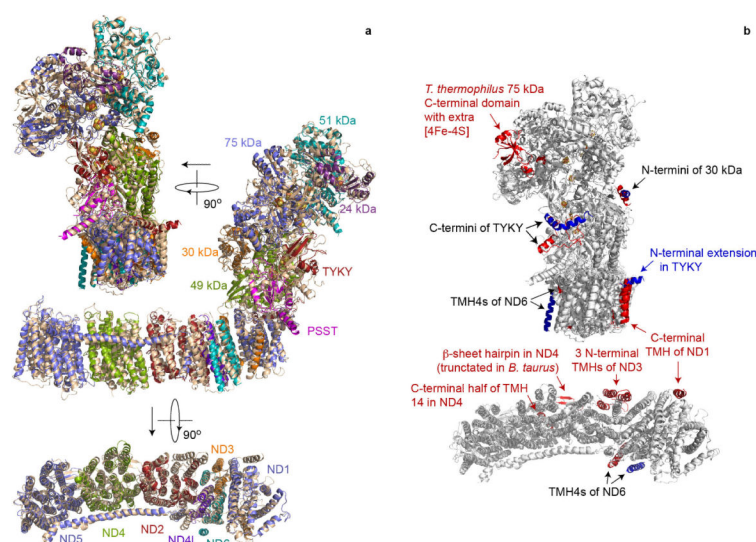 a
51 kDa
75 kDa
90º
24 kDa
30 kDa
TYKY
49 kDa
PSST
90º
ND3
ND1
ND5
ND4
ND2
ND4L
b
T. thermophilus 75 kDa
C-terminal domain
with extra
[4Fe-4S]
N-termini of 30 kDa
C-termini of TYKY
N-terminal extension
in TYKY
TMH4s of ND6
C-terminal
TMH of ND1
β-sheet hairpin in ND4
(trunctated in B. taurus)
3 N-terminal
TMHs of ND3
C-terminal half of TMH
14 in ND4
TMH4s of ND6